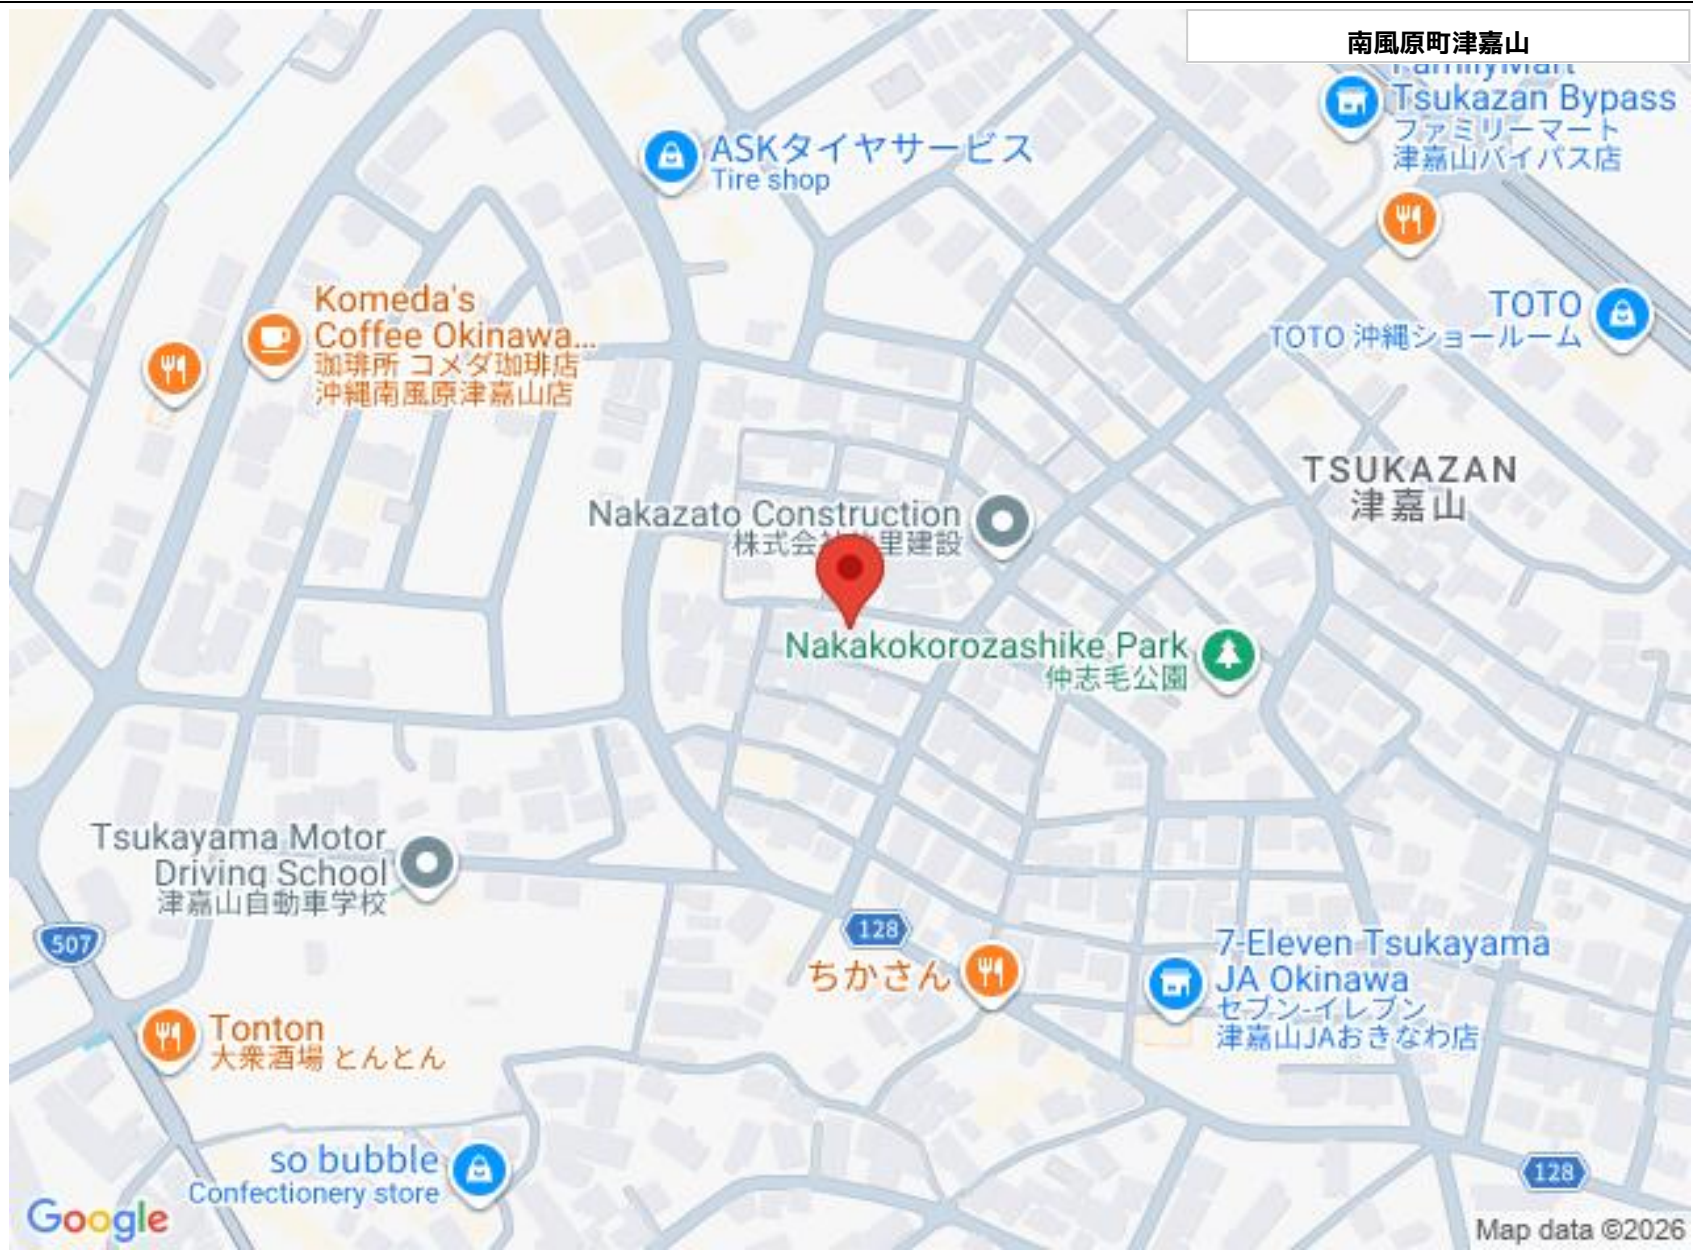 南風原町津嘉山
FamilyMart
Tsukazan Bypass
ファミリーマート
津嘉山バイパス店
ASKタイヤサービス
Tire shop
Komeda's
Coffee Okinawa...
珈琲所 コメダ珈琲店
沖縄南風原津嘉山店
TOTO
TOTO 沖縄ショールーム
TSUKAZAN
津嘉山
Nakazato Construction
株式会 里建設
Nakakokorozashike Park
仲志毛公園
Tsukayama Motor
Driving School
津嘉山自動車学校
507
128
ちかさん
7-Eleven Tsukayama
JA Okinawa
セブン-イレブン
津嘉山JAおきなわ店
Tonton
大衆酒場 とんとん
so bubble
Confectionery store
128
Google
Map data ©2026